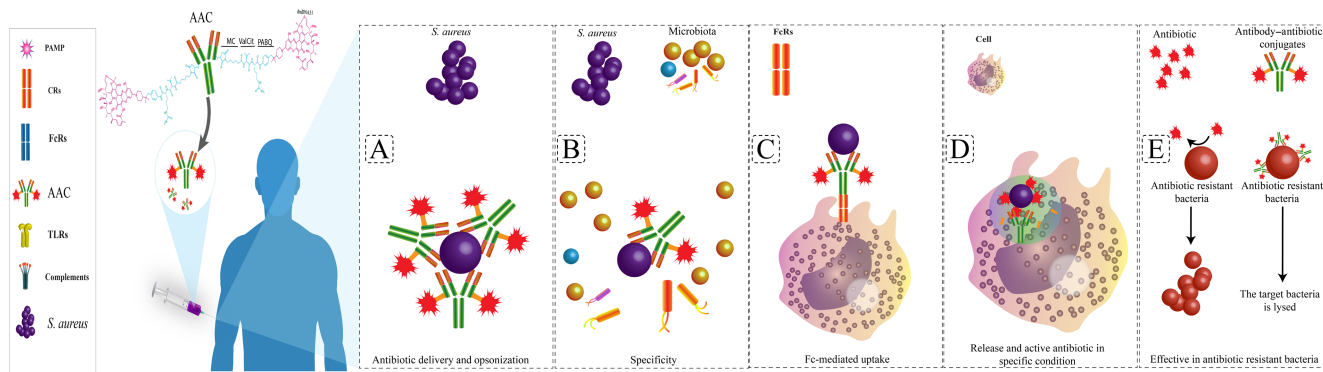 PAMP
CRs
FcRs
AAC
TLRs
Complements
S. aureus
AAC
MC ValCit PABQ
A
S. aureus
Antibiotic delivery and opsonization
B
S. aureus
Microbiota
Specificity
C
FcRs
Fc-mediated uptake
D
Cell
Release and active antibiotic in
specific condition
E
Antibiotic
Antibody–antibiotic
conjugates
Antibiotic resistant
bacteria
Antibiotic resistant
bacteria
The target bacteria
is lysed
Effective in antibiotic resistant bacteria